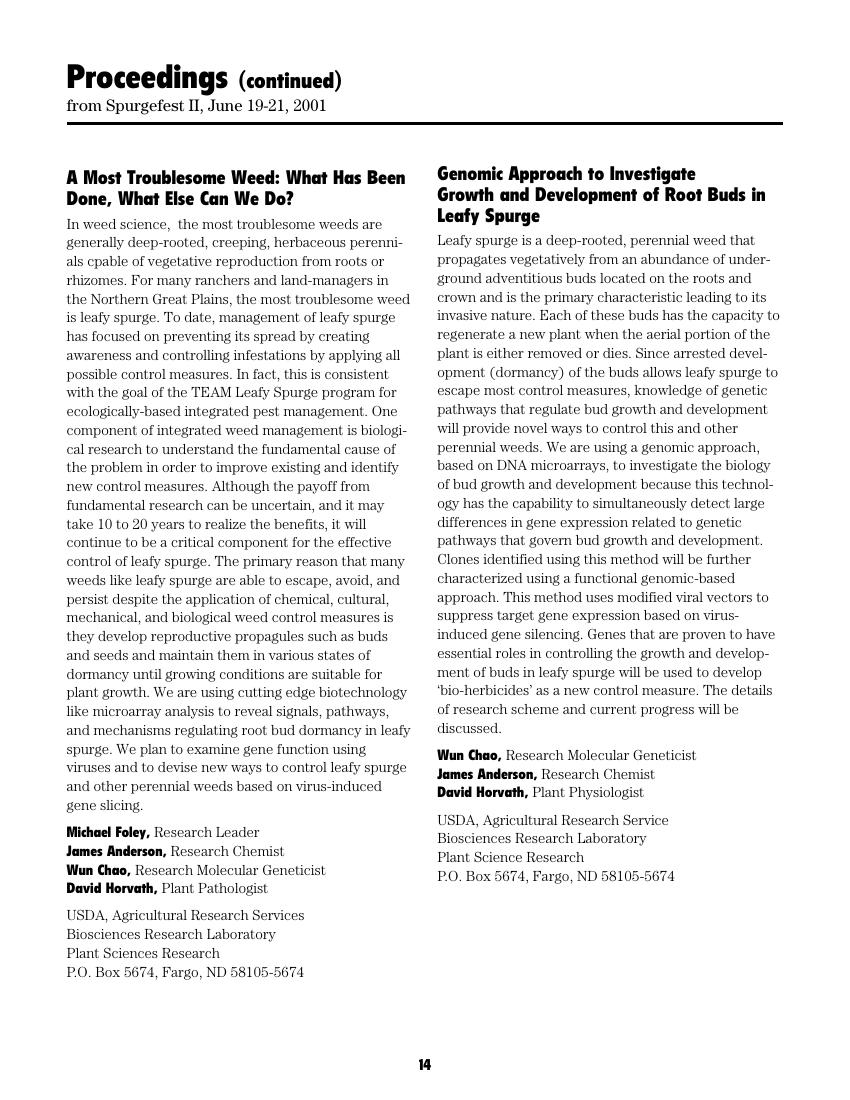 Proceedings (continued)
from Spurgefest II, June 19-21, 2001
A Most Troublesome Weed: What Has Been
Done, What Else Can We Do?
In weed science,  the most troublesome weeds are
generally deep-rooted, creeping, herbaceous perenni-
als cpable of vegetative reproduction from roots or
rhizomes. For many ranchers and land-managers in
the Northern Great Plains, the most troublesome weed
is leafy spurge. To date, management of leafy spurge
has focused on preventing its spread by creating
awareness and controlling infestations by applying all
possible control measures. In fact, this is consistent
with the goal of the TEAM Leafy Spurge program for
ecologically-based integrated pest management. One
component of integrated weed management is biologi-
cal research to understand the fundamental cause of
the problem in order to improve existing and identify
new control measures. Although the payoff from
fundamental research can be uncertain, and it may
take 10 to 20 years to realize the benefits, it will
continue to be a critical component for the effective
control of leafy spurge. The primary reason that many
weeds like leafy spurge are able to escape, avoid, and
persist despite the application of chemical, cultural,
mechanical, and biological weed control measures is
they develop reproductive propagules such as buds
and seeds and maintain them in various states of
dormancy until growing conditions are suitable for
plant growth. We are using cutting edge biotechnology
like microarray analysis to reveal signals, pathways,
and mechanisms regulating root bud dormancy in leafy
spurge. We plan to examine gene function using
viruses and to devise new ways to control leafy spurge
and other perennial weeds based on virus-induced
gene slicing.
Michael Foley, Research Leader
James Anderson, Research Chemist
Wun Chao, Research Molecular Geneticist
David Horvath, Plant Pathologist
USDA, Agricultural Research Services
Biosciences Research Laboratory
Plant Sciences Research
P.O. Box 5674, Fargo, ND 58105-5674
Genomic Approach to Investigate
Growth and Development of Root Buds in
Leafy Spurge
Leafy spurge is a deep-rooted, perennial weed that
propagates vegetatively from an abundance of under-
ground adventitious buds located on the roots and
crown and is the primary characteristic leading to its
invasive nature. Each of these buds has the capacity to
regenerate a new plant when the aerial portion of the
plant is either removed or dies. Since arrested devel-
opment (dormancy) of the buds allows leafy spurge to
escape most control measures, knowledge of genetic
pathways that regulate bud growth and development
will provide novel ways to control this and other
perennial weeds. We are using a genomic approach,
based on DNA microarrays, to investigate the biology
of bud growth and development because this technol-
ogy has the capability to simultaneously detect large
differences in gene expression related to genetic
pathways that govern bud growth and development.
Clones identified using this method will be further
characterized using a functional genomic-based
approach. This method uses modified viral vectors to
suppress target gene expression based on virus-
induced gene silencing. Genes that are proven to have
essential roles in controlling the growth and develop-
ment of buds in leafy spurge will be used to develop
‘bio-herbicides’ as a new control measure. The details
of research scheme and current progress will be
discussed.
Wun Chao, Research Molecular Geneticist
James Anderson, Research Chemist
David Horvath, Plant Physiologist
USDA, Agricultural Research Service
Biosciences Research Laboratory
Plant Science Research
P.O. Box 5674, Fargo, ND 58105-5674
14